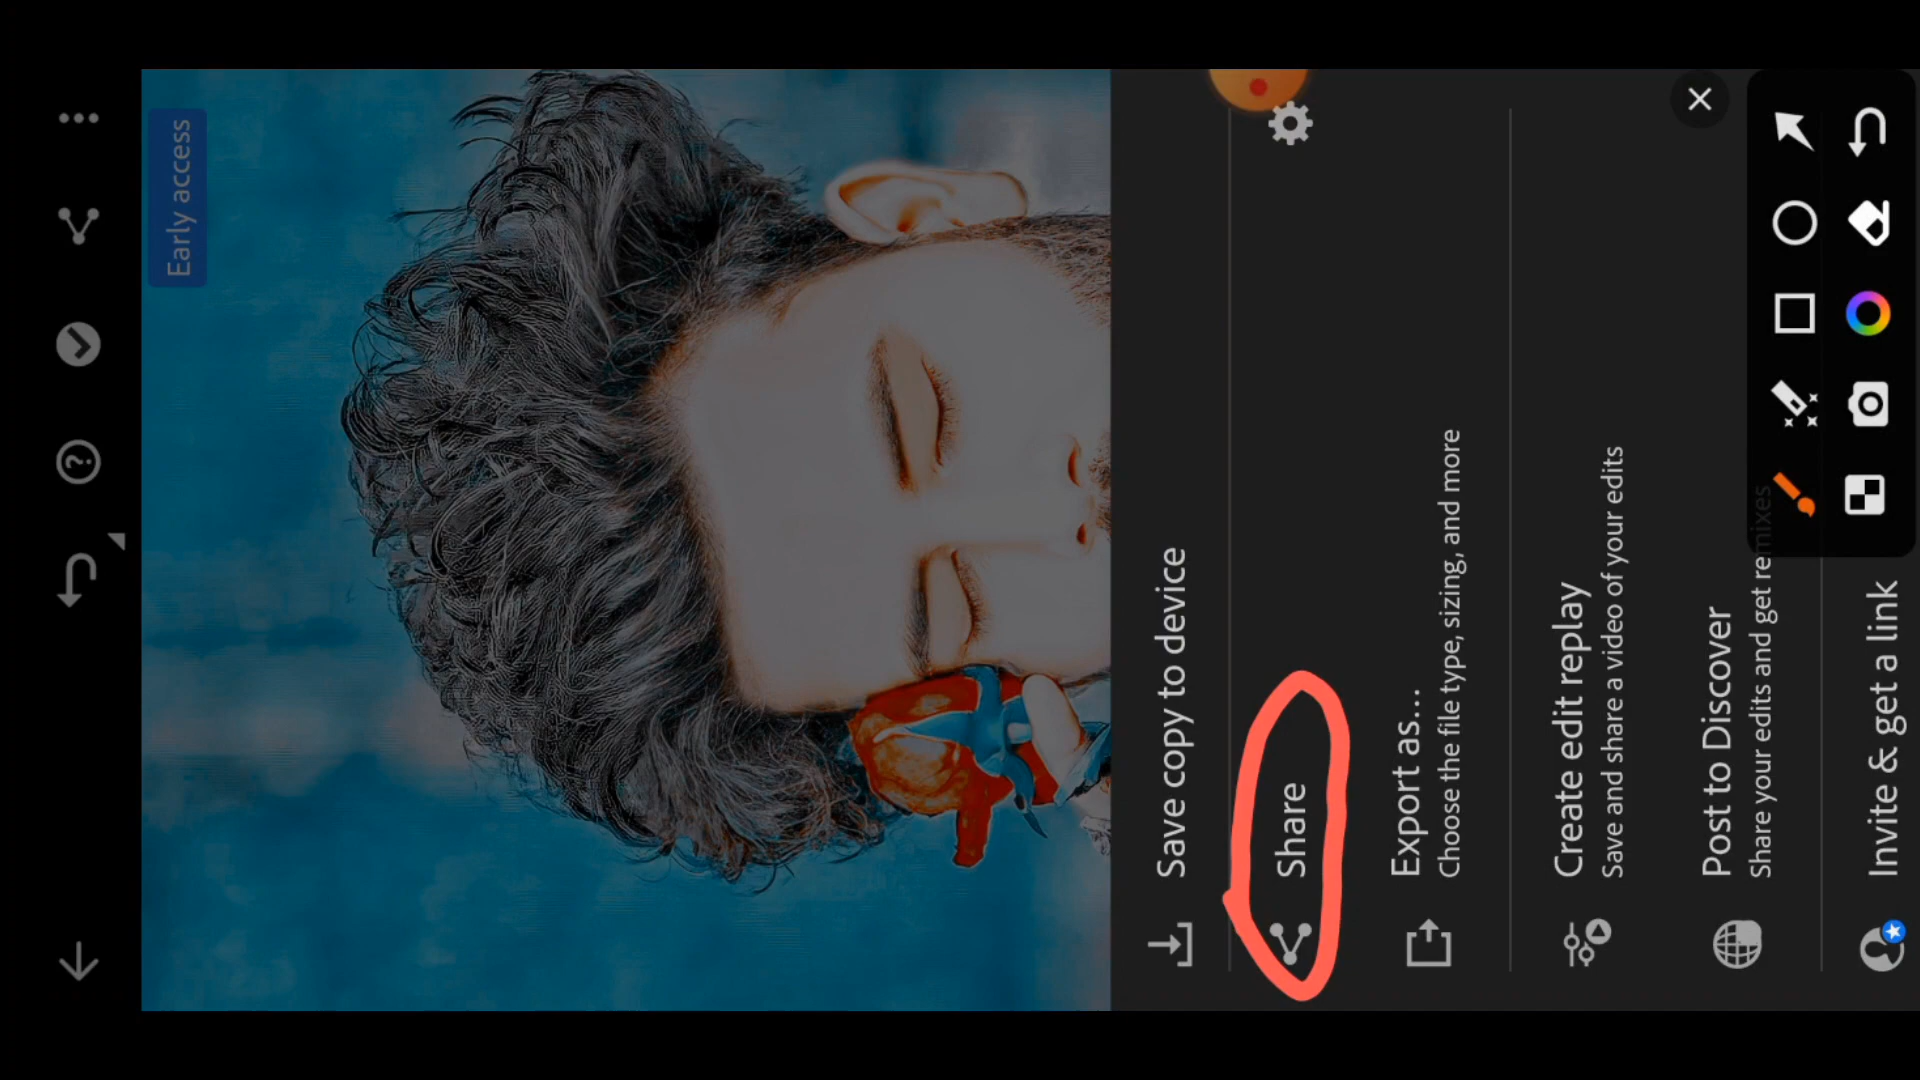 Early access
Save copy to device
Share
Export as...
Choose the file type, sizing, and more
Create edit replay
Save and share a video of your edits
Post to Discover
Share your edits and get remixes
Invite & get a link